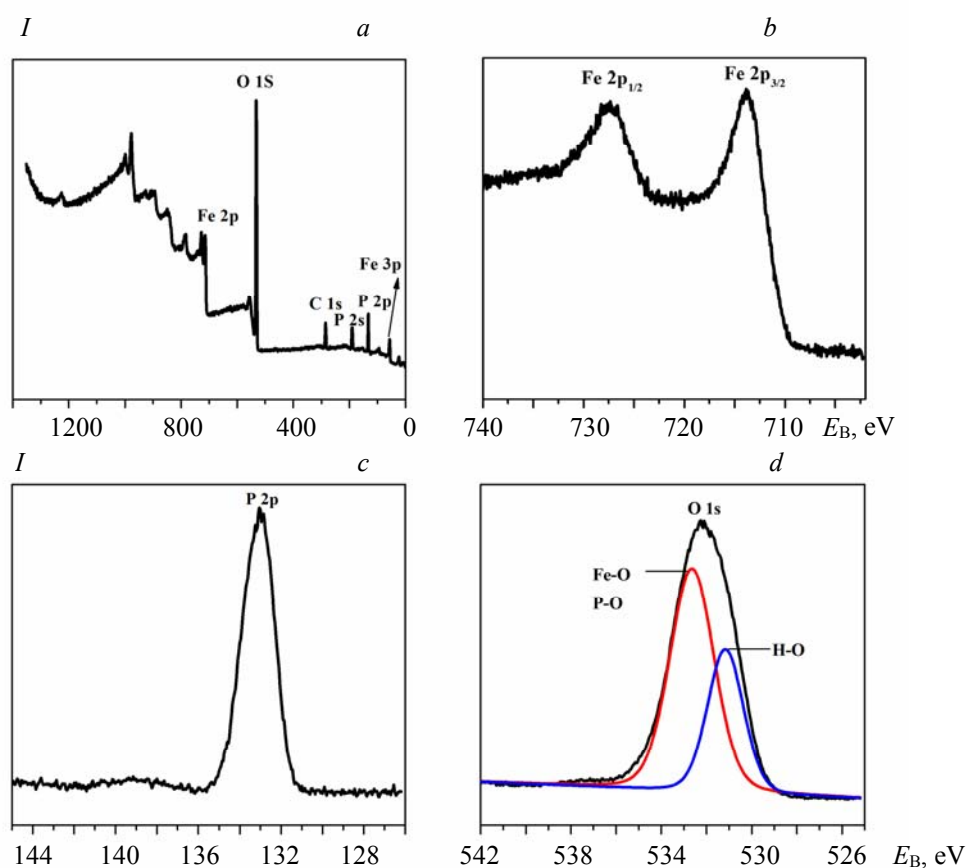 I a
O 1S
Fe 2p
Fe 3p
C 1s
P 2s
P 2p
1200 800 400 0
b
Fe 2p1/2
Fe 2p3/2
740 730 720 710 EB, eV
I c
P 2p
144 140 136 132 128
d
O 1s
Fe-O
P-O
H-O
542 538 534 530 526 EB, eV